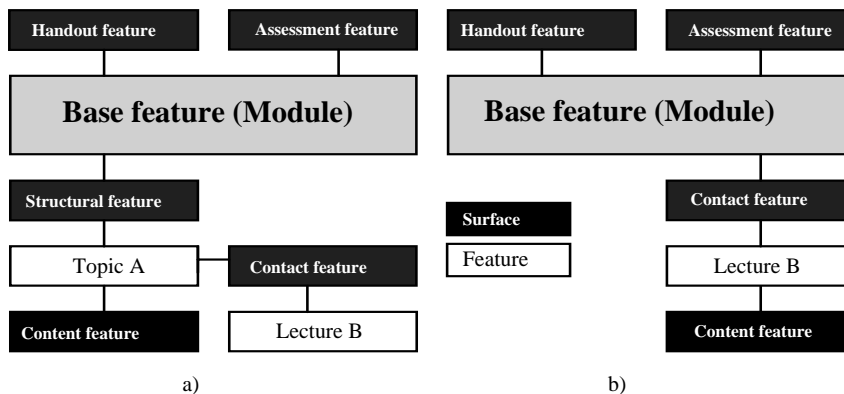 Handout feature
Assessment feature
Base feature (Module)
Structural feature
Topic A
Contact feature
Content feature
Lecture B
a)
Handout feature
Assessment feature
Base feature (Module)
Contact feature
Surface
Feature
Lecture B
Content feature
b)